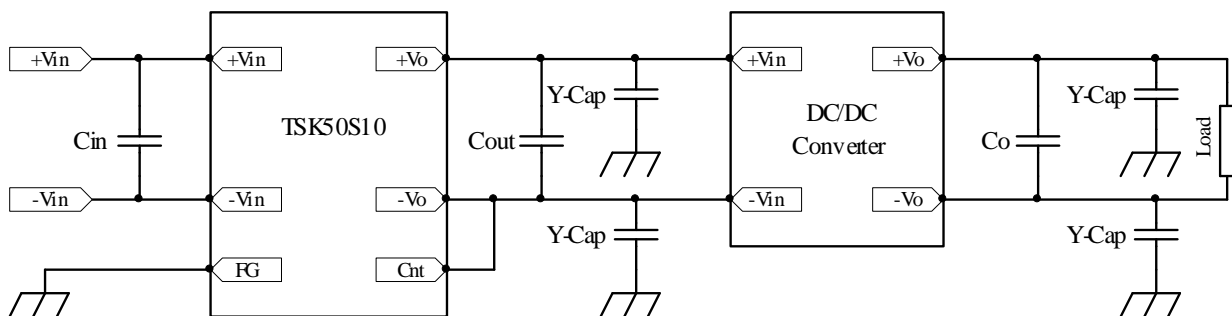 +Vin
+Vin
+Vo
+Vin
+Vo
Y-Cap
Y-Cap
TSK50S10
DC/DC
Converter
Cin
Cout
Co
Load
-Vin
-Vin
-Vo
-Vin
-Vo
Y-Cap
Y-Cap
FG
Cnt